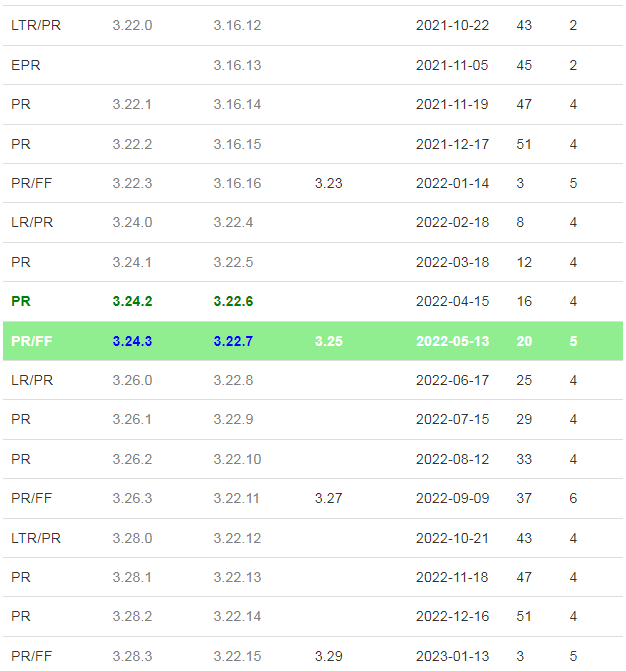 LTR/PR 3.22.0 3.16.12 2021-10-22 43 2
EPR 3.16.13 2021-11-05 45 2
PR 3.22.1 3.16.14 2021-11-19 47 4
PR 3.22.2 3.16.15 2021-12-17 51 4
PR/FF 3.22.3 3.16.16 3.23 2022-01-14 3 5
LR/PR 3.24.0 3.22.4 2022-02-18 8 4
PR 3.24.1 3.22.5 2022-03-18 12 4
PR 3.24.2 3.22.6 2022-04-15 16 4
PR/FF 3.24.3 3.22.7 3.25 2022-05-13 20 5
LR/PR 3.26.0 3.22.8 2022-06-17 25 4
PR 3.26.1 3.22.9 2022-07-15 29 4
PR 3.26.2 3.22.10 2022-08-12 33 4
PR/FF 3.26.3 3.22.11 3.27 2022-09-09 37 6
LTR/PR 3.28.0 3.22.12 2022-10-21 43 4
PR 3.28.1 3.22.13 2022-11-18 47 4
PR 3.28.2 3.22.14 2022-12-16 51 4
PR/FF 3.28.3 3.22.15 3.29 2023-01-13 3 5